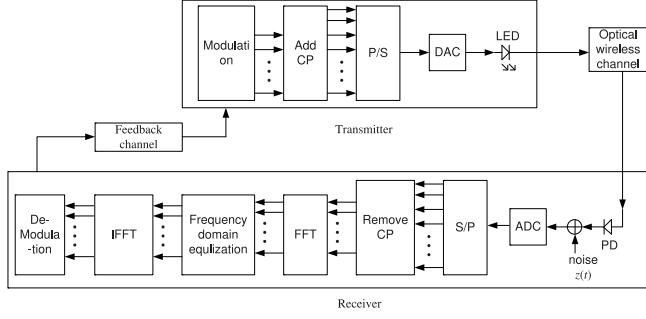 Modulati
on
Add
CP
P/S
DAC
LED
Optical
wireless
channel
Transmitter
Feedback
channel
De-
Modula
-tion
IFFT
Frequency
domain
equlization
FFT
Remove
CP
S/P
ADC
PD
noise
z(t)
Receiver